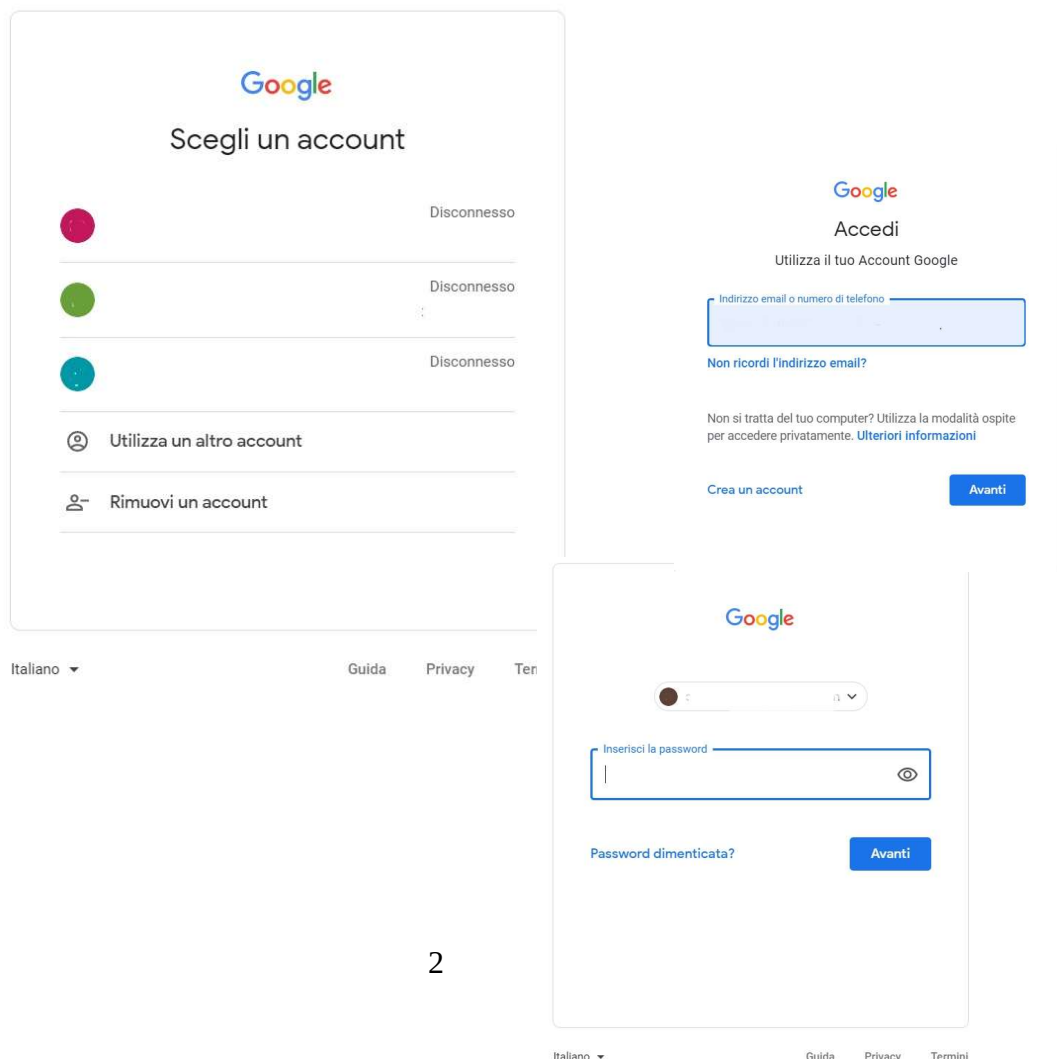 Google
Scegli un account
Disconnesso
Disconnesso
Disconnesso
Utilizza un altro account
Rimuovi un account
Italiano
Guida Privacy
Google
Accedi
Utilizza il tuo Account Google
Indirizzo email o numero di telefono
Non ricordi l'indirizzo email?
Non si tratta del tuo computer? Utilizza la modalità ospite
per accedere privatamente. Ulteriori informazioni
Crea un account Avanti
Google
Inserisci la password
Password dimenticata? Avanti
Italiano Guida Privacy Termini
2